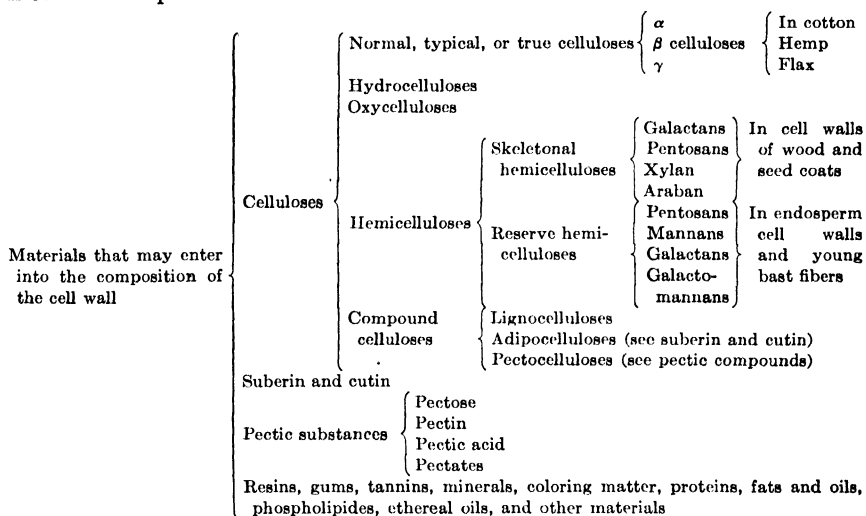 Normal, typical, or true celluloses { α { In cotton
β celluloses Hemp
γ Flax
Hydrocelluloses
Oxycelluloses
Celluloses
Hemicelluloses
Skeletonal
hemicelluloses
Galactans
Pentosans
Xylan
Araban
In cell walls
of wood and
seed coats
Reserve hemi-
celluloses
Pentosans
Mannans
Galactans
Galacto-
mannans
In endosperm
cell walls
and young
bast fibers
Compound
celluloses
Lignocelluloses
Adipocelluloses (see suberin and cutin)
Pectocelluloses (see pectic compounds)
Materials that may enter
into the composition of
the cell wall
Suberin and cutin
Pectic substances
Pectose
Pectin
Pectic acid
Pectates
Resins, gums, tannins, minerals, coloring matter, proteins, fats and oils,
phospholipides, ethereal oils, and other materials